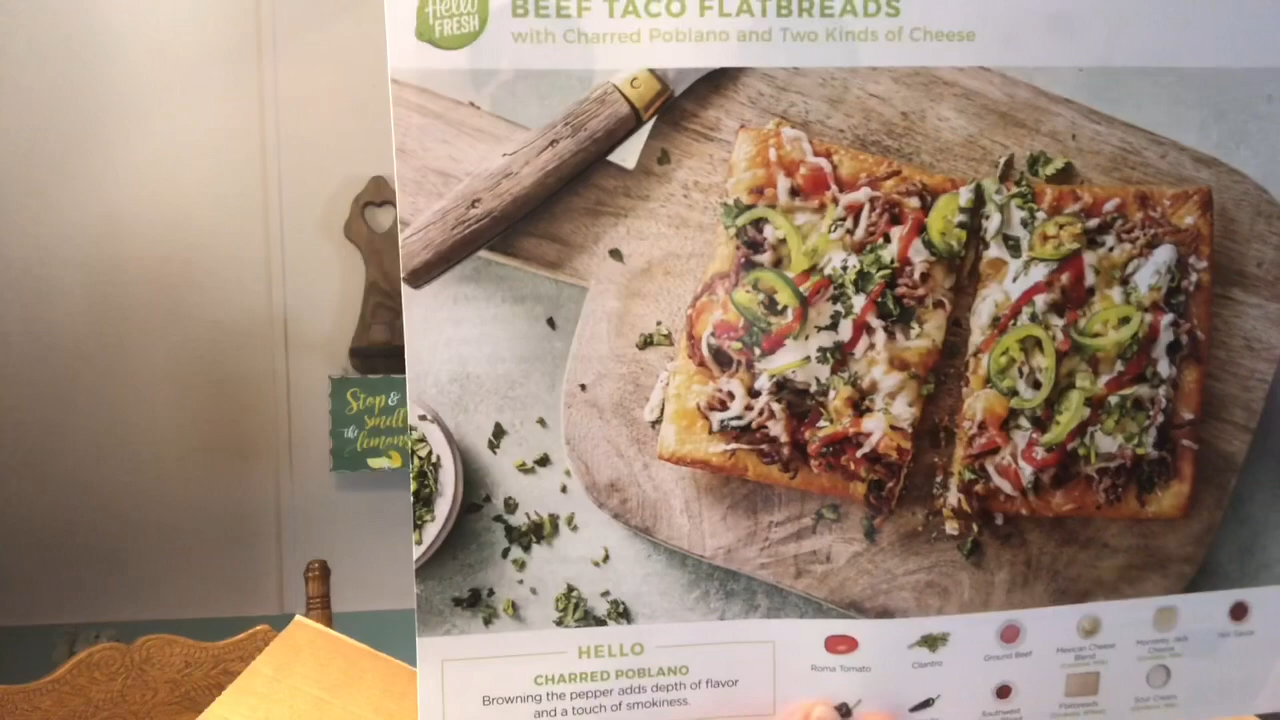 Hello
FRESH
BEEF TACO FLATBREADS
with Charred Poblano and Two Kinds of Cheese
Stop &
smell
the
lemons
HELLO
CHARRED POBLANO
Browning the pepper adds depth of flavor
and a touch of smokiness.
Roma Tomato
Cilantro
Ground Beef
Mexican Cheese
Blend
Monterey Jack
Cheese
Hot Sauce
Southwest
Flatbreads
Sour Cream